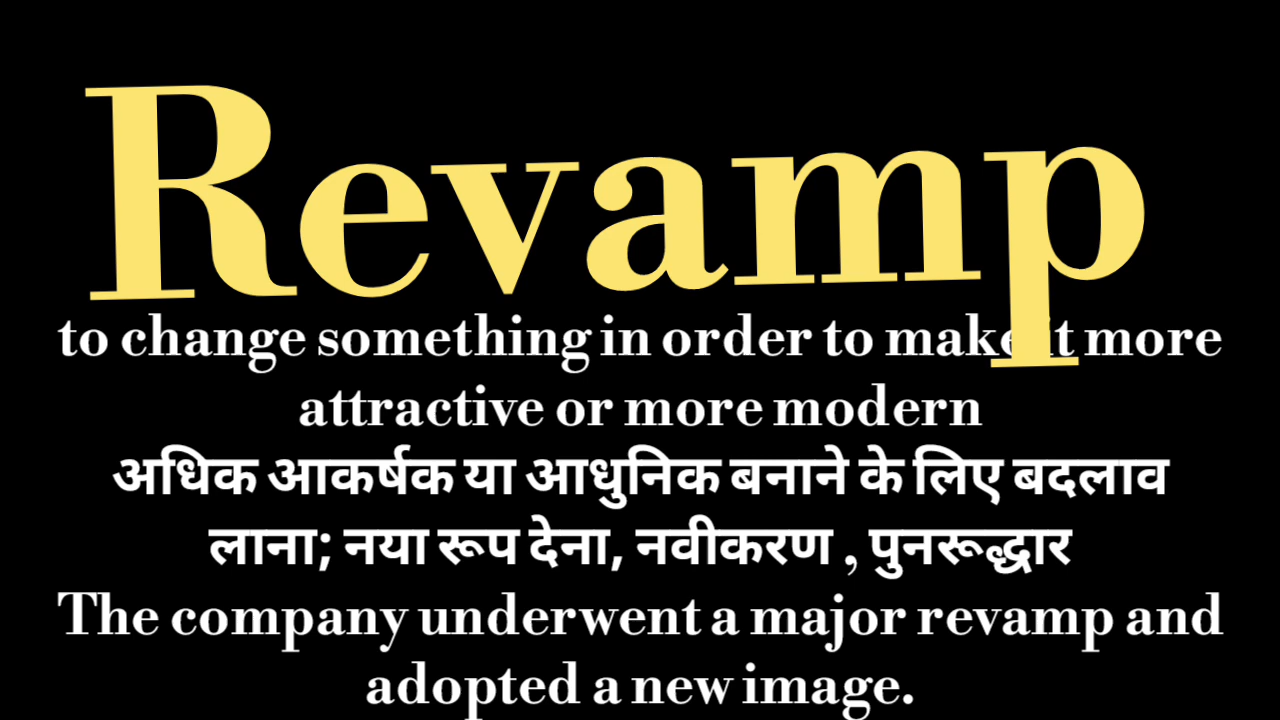 Revamp
to change something in order to make it more
attractive or more modern
अधिक आकर्षक या आधुनिक बनाने के लिए बदलाव
लाना; नया रूप देना, नवीकरण , पुनरूद्धार
The company underwent a major revamp and
adopted a new image.